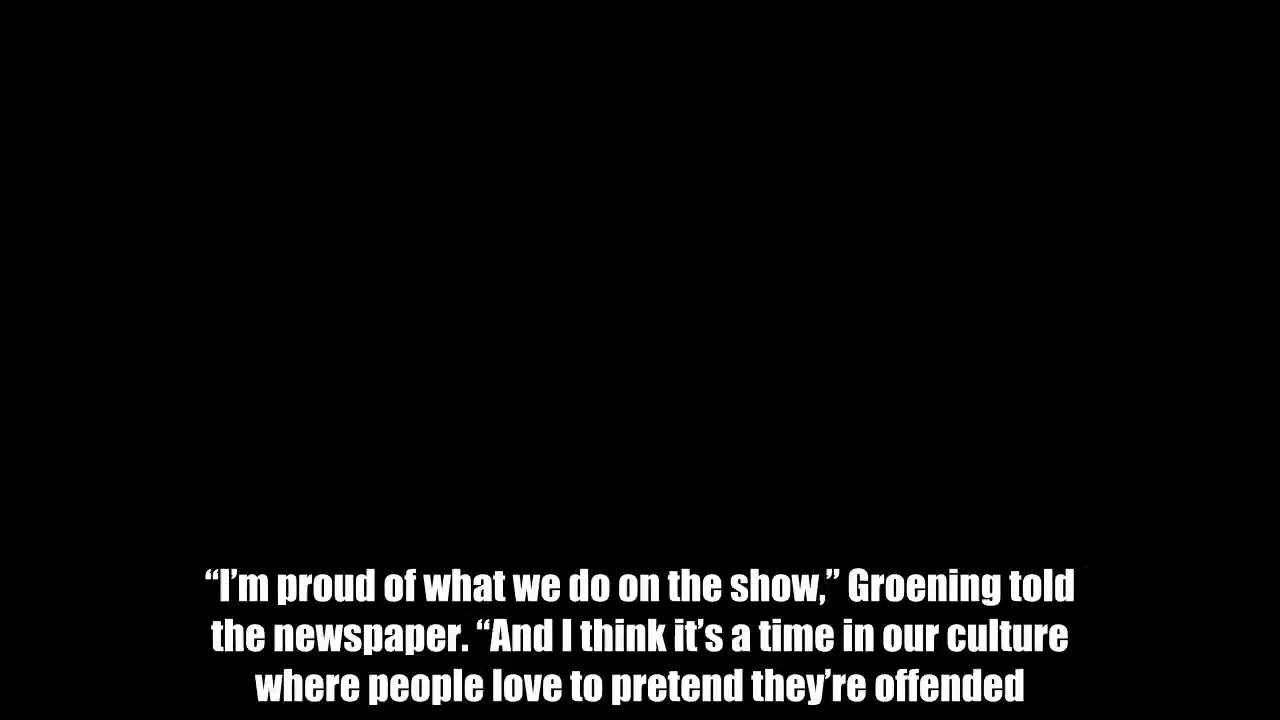 “I’m proud of what we do on the show,” Groening told
the newspaper. “And I think it’s a time in our culture
where people love to pretend they’re offended